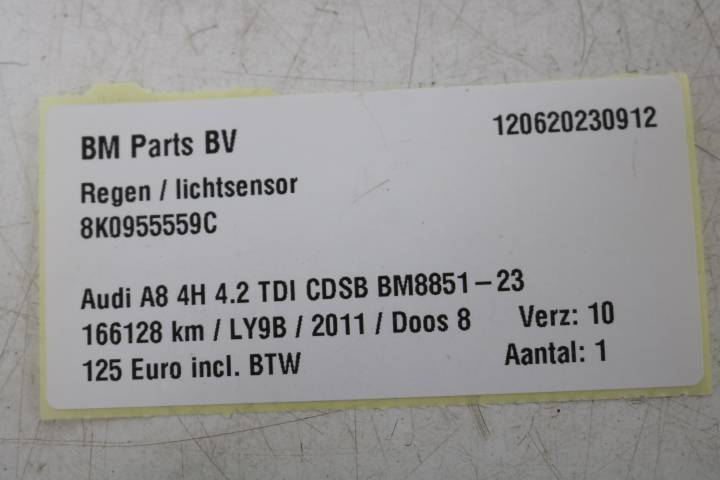 BM Parts BV 120620230912
Regen / lichtsensor
8K0955559C
Audi A8 4H 4.2 TDI CDSB BM8851-23
166128 km / LY9B / 2011 / Doos 8 Verz: 10
125 Euro incl. BTW Aantal: 1